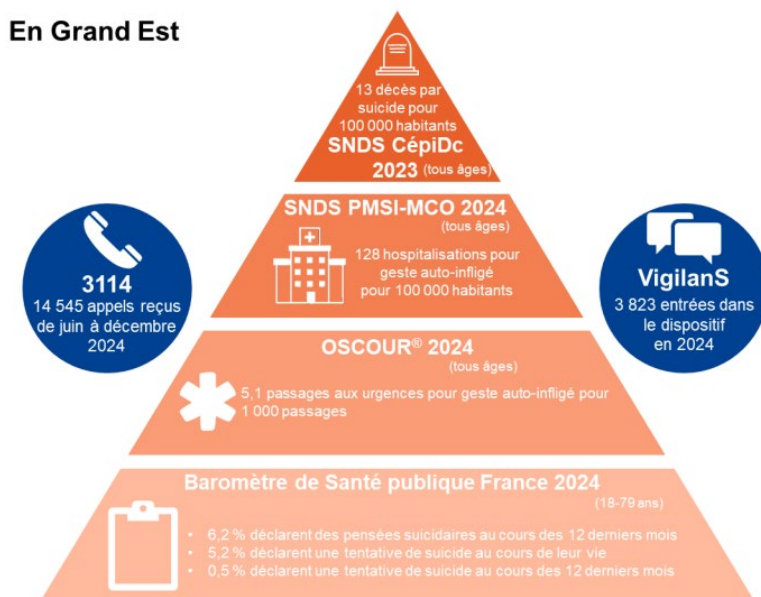 En Grand Est
13 décès par
suicide pour
100 000 habitants
SNDS CépiDc
2023 (tous âges)
SNDS PMSI-MCO 2024
(tous âges)
128 hospitalisations pour
geste auto-infligé
pour 100 000 habitants
3114
14 545 appels reçus
de juin à décembre
2024
VigilanS
3 823 entrées dans
le dispositif
en 2024
OSCOUR® 2024
(tous âges)
5,1 passages aux urgences pour geste auto-infligé pour
1 000 passages
Baromètre de Santé publique France 2024
(18-79 ans)
• 6,2 % déclarent des pensées suicidaires au cours des 12 derniers mois
• 5,2 % déclarent une tentative de suicide au cours de leur vie
• 0,5 % déclarent une tentative de suicide au cours des 12 derniers mois